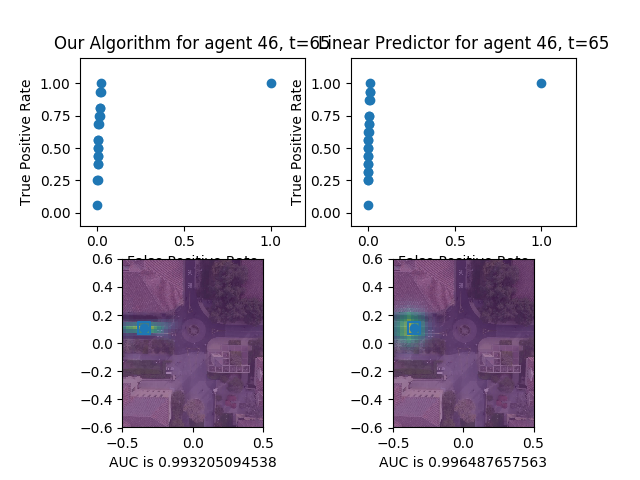 Our Algorithm for agent 46, t=65
Linear Predictor for agent 46, t=65
True Positive Rate
1.00
0.75
0.50
0.25
0.00
0.0 0.5 1.0
False Positive Rate
True Positive Rate
1.00
0.75
0.50
0.25
0.00
0.0 0.5 1.0
False Positive Rate
0.6
0.4
0.2
0.0
−0.2
−0.4
−0.6
−0.5 0.0 0.5
AUC is 0.993205094538
0.6
0.4
0.2
0.0
−0.2
−0.4
−0.6
−0.5 0.0 0.5
AUC is 0.996487657563